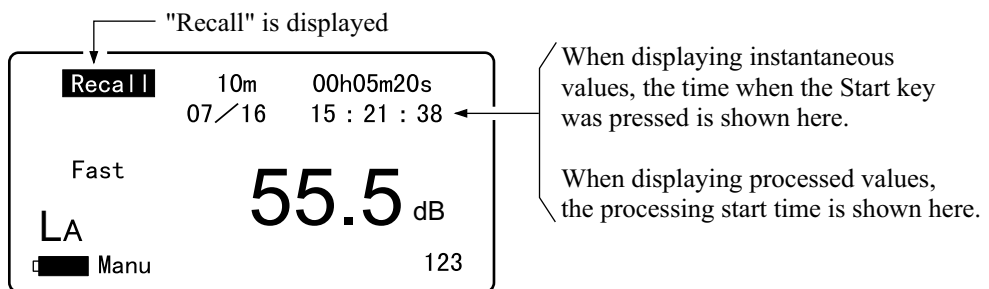 "Recall" is displayed
Recall 10m 00h05m20s
07／16 15 : 21 : 38
Fast
55.5 dB
LA
Manu 123
When displaying instantaneous
values, the time when the Start key
was pressed is shown here.
When displaying processed values,
the processing start time is shown here.